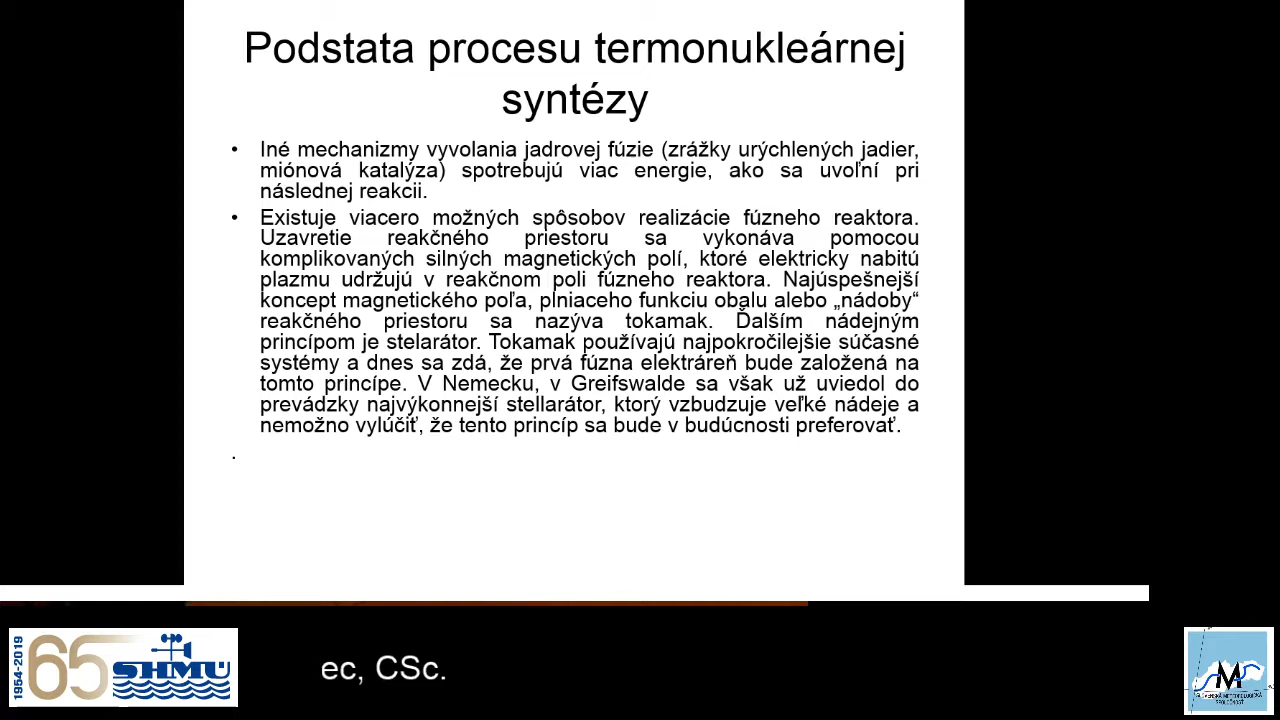 Podstata procesu termonukleárnej
syntézy
• Iné mechanizmy vyvolania jadrovej fúzie (zrážky urýchlených jadier,
miónová katalýza) spotrebujú viac energie, ako sa uvoľní pri
následnej reakcii.
• Existuje viacero možných spôsobov realizácie fúzneho reaktora.
Uzavretie reakčného priestoru sa vykonáva pomocou
komplikovaných silných magnetických polí, ktoré elektricky nabitú
plazmu udržujú v reakčnom poli fúzneho reaktora. Najúspešnejší
koncept magnetického poľa, plniaceho funkciu obalu alebo „nádoby“
reakčného priestoru sa nazýva tokamak. Ďalším nádejným
princípom je stelarátor. Tokamak používajú najpokročilejšie súčasné
systémy a dnes sa zdá, že prvá fúzna elektráreň bude založená na
tomto princípe. V Nemecku, v Greifswalde sa však už uviedol do
prevádzky najvýkonnejší stellarátor, ktorý vzbudzuje veľké nádeje a
nemožno vylúčiť, že tento princíp sa bude v budúcnosti preferovať.
.
1954-2019
65
SHMÚ
ec, CSc.
M
SLOVENSKÁ METEOROLOGICKÁ
SPOLOČNOSŤ